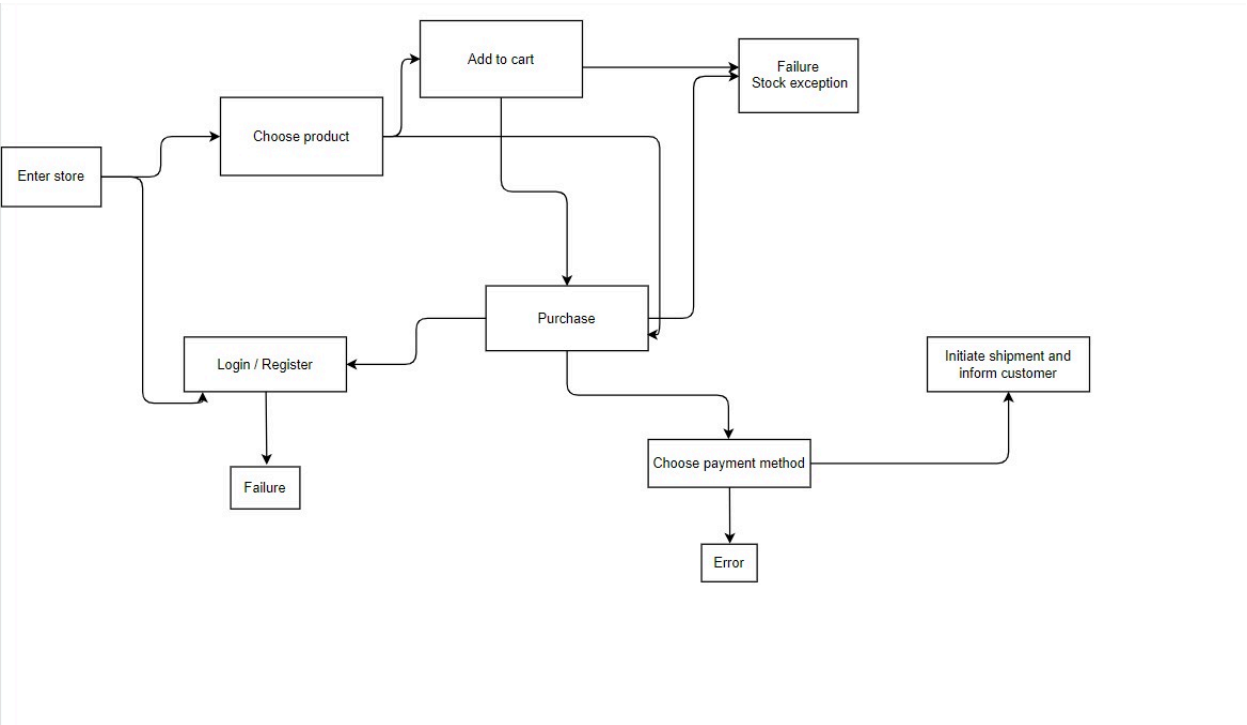 Add to cart
Failure
Stock exception
Choose product
Enter store
Purchase
Login / Register
Initiate shipment and
inform customer
Choose payment method
Failure
Error